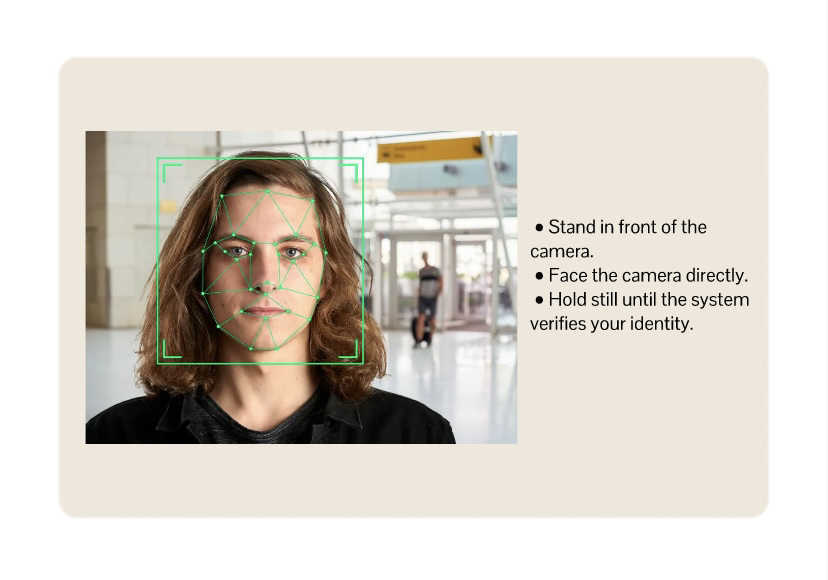 • Stand in front of the
camera.
• Face the camera directly.
• Hold still until the system
verifies your identity.